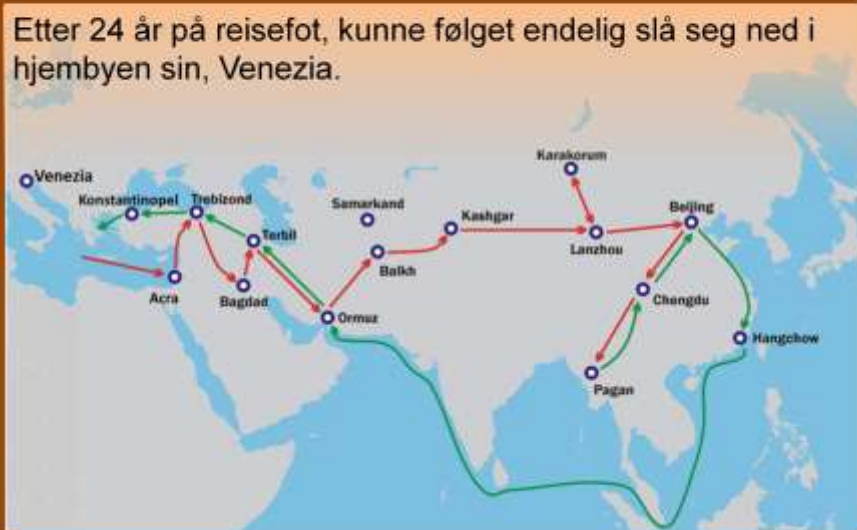 Etter 24 år på reisefot, kunne følget endelig slå seg ned i
hjembyen sin, Venezia.
Venezia
Konstantinopel
Trebizond
Terbil
Acra
Bagdad
Ormuz
Samarkand
Balkh
Kashgar
Karakorum
Lanzhou
Beijing
Chengdu
Hangchow
Pagan